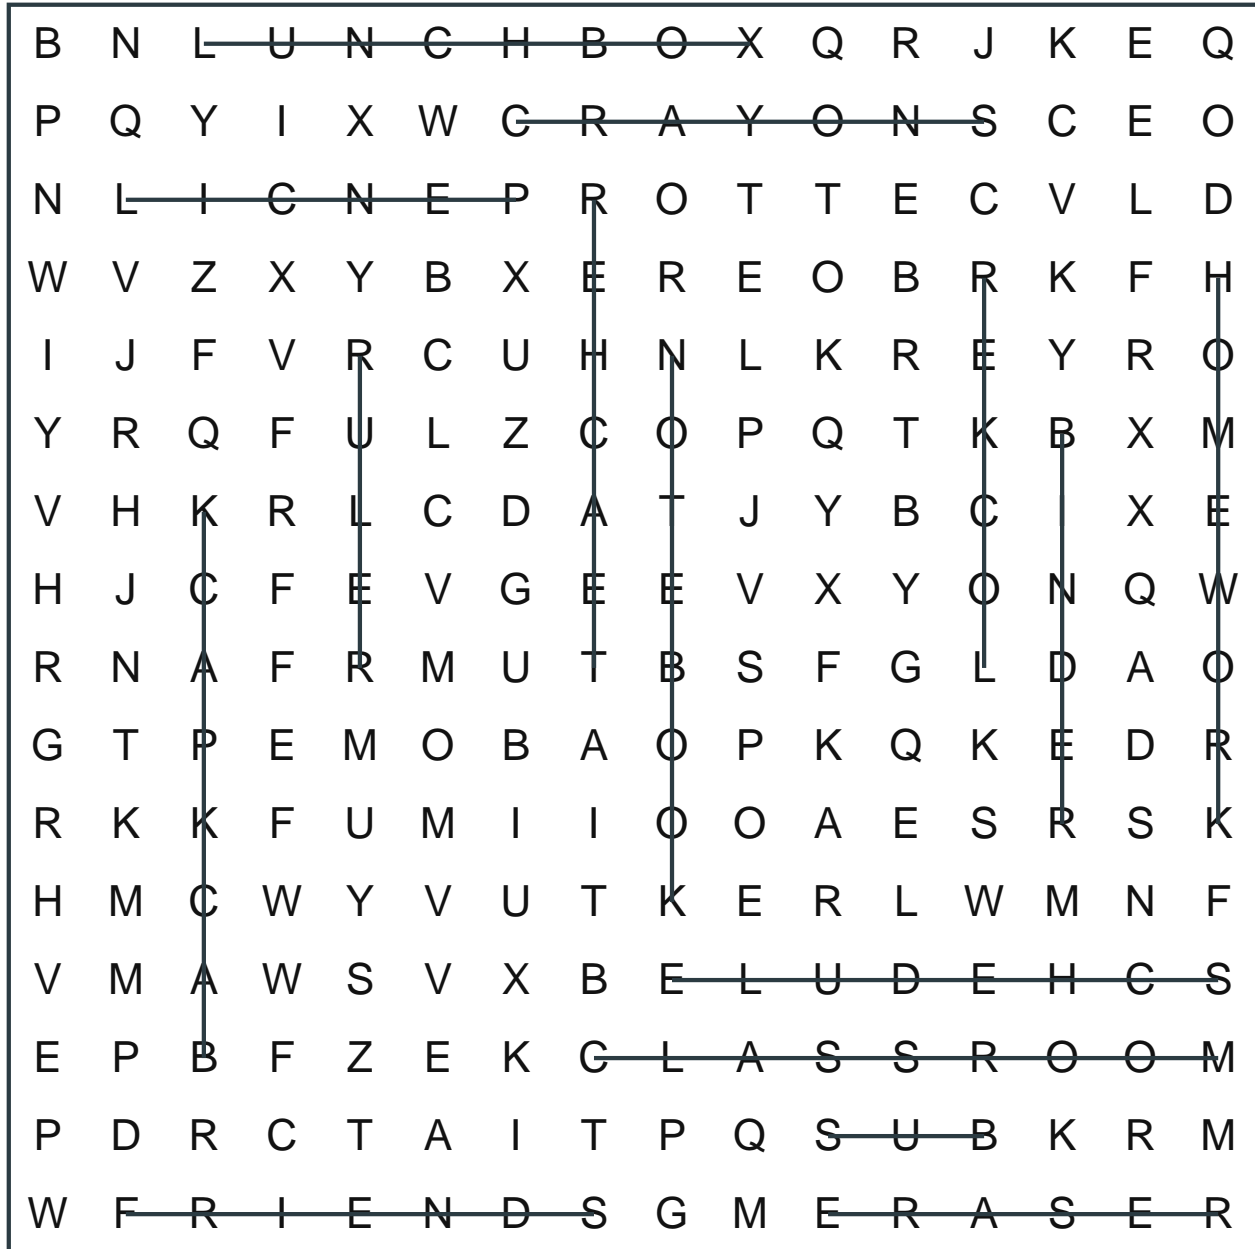 B N L U N C H B O X Q R J K E Q
P Q Y I X W C R A Y O N S C E O
N L I C N E P R O T T E C V L D
W V Z X Y B X E R E O B R K F H
I J F V R C U H N L K R E Y R O
Y R Q F U L Z C O P Q T K B X M
V H K R L C D A T J Y B C I X E
H J C F E V G E E V X Y O N Q W
R N A F R M U T B S F G L D A O
G T P E M O B A O P K Q K E D R
R K K F U M I I O O A E S R S K
H M C W Y V U T K E R L W M N F
V M A W S V X B E L U D E H C S
E P B F Z E K C L A S S R O O M
P D R C T A I T P Q S U B K R M
W F R I E N D S G M E R A S E R